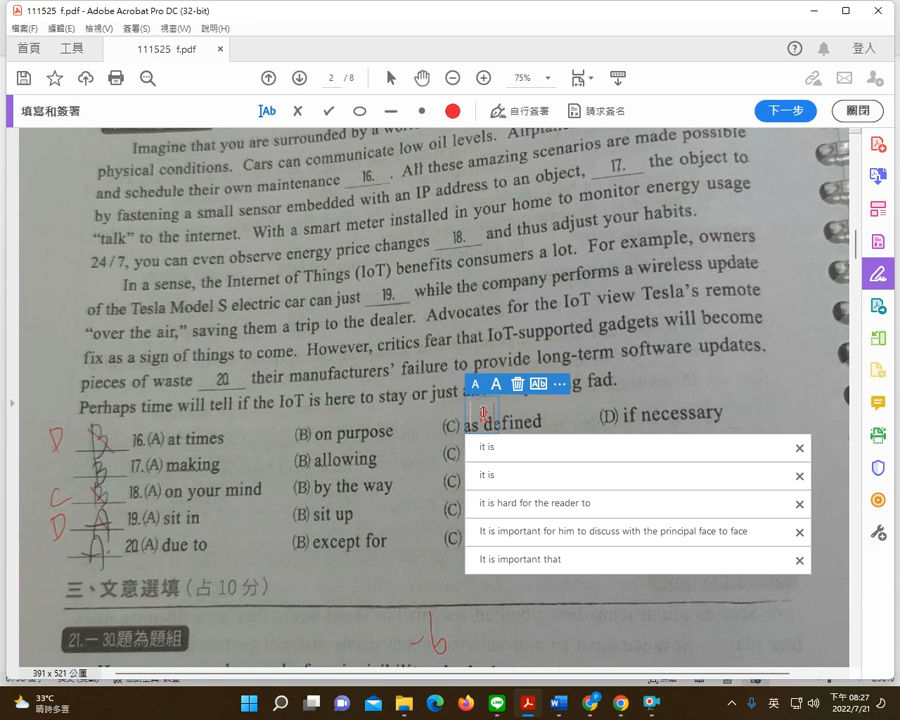 111525 f.pdf - Adobe Acrobat Pro DC (32-bit)
檔案(F) 編輯(E) 檢視(V) 簽署(S) 視窗(W) 說明(H)
首頁 工具 111525 f.pdf × 登入
2 / 8 75%
填寫和簽署 Ab 自行簽署 請求簽名 下一步 關閉
Imagine that you are surrounded by a
physical conditions. Cars can communicate low oil levels.
and schedule their own maintenance 16. . All these amazing scenarios are made possible
by fastening a small sensor embedded with an IP address to an object, 17. the object to
“talk” to the internet. With a smart meter installed in your home to monitor energy usage
24/7, you can even observe energy price changes 18. and thus adjust your habits.
In a sense, the Internet of Things (IoT) benefits consumers a lot. For example, owners
of the Tesla Model S electric car can just 19. while the company performs a wireless update
“over the air,” saving them a trip to the dealer. Advocates for the IoT view Tesla's remote
fix as a sign of things to come. However, critics fear that IoT-supported gadgets will become
pieces of waste 20. their manufacturers' failure to provide long-term software updates.
Perhaps time will tell if the IoT is here to stay or just g fad.
A A Ab ...
D B 16.(A) at times (B) on purpose (C) as defined (D) if necessary
B 17.(A) making (B) allowing (C)
C B 18.(A) on your mind (B) by the way (C)
D A 19.(A) sit in (B) sit up (C)
A 20.(A) due to (B) except for (C)
it is
it is
it is hard for the reader to
It is important for him to discuss with the principal face to face
It is important that
三、文意選填(占10分)
21.－30.題為題組
-6
391 x 521 公釐
33°C
晴時多雲
英
下午 08:27
2022/7/21